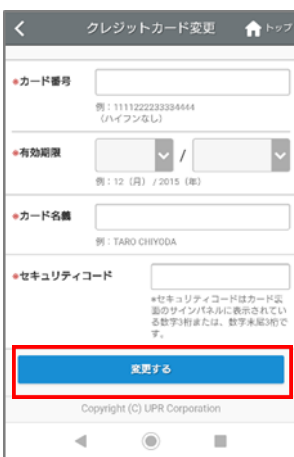 クレジットカード変更 トップ
*カード番号
例：1111222233334444
（ハイフンなし）
*有効期限 /
例：12（月）/ 2015（年）
*カード名義
例：TARO CHIYODA
*セキュリティコード
*セキュリティコードはカード裏
面のサインパネルに表示されてい
る数字3桁または、数字末尾3桁で
す。
変更する
Copyright (C) UPR Corporation